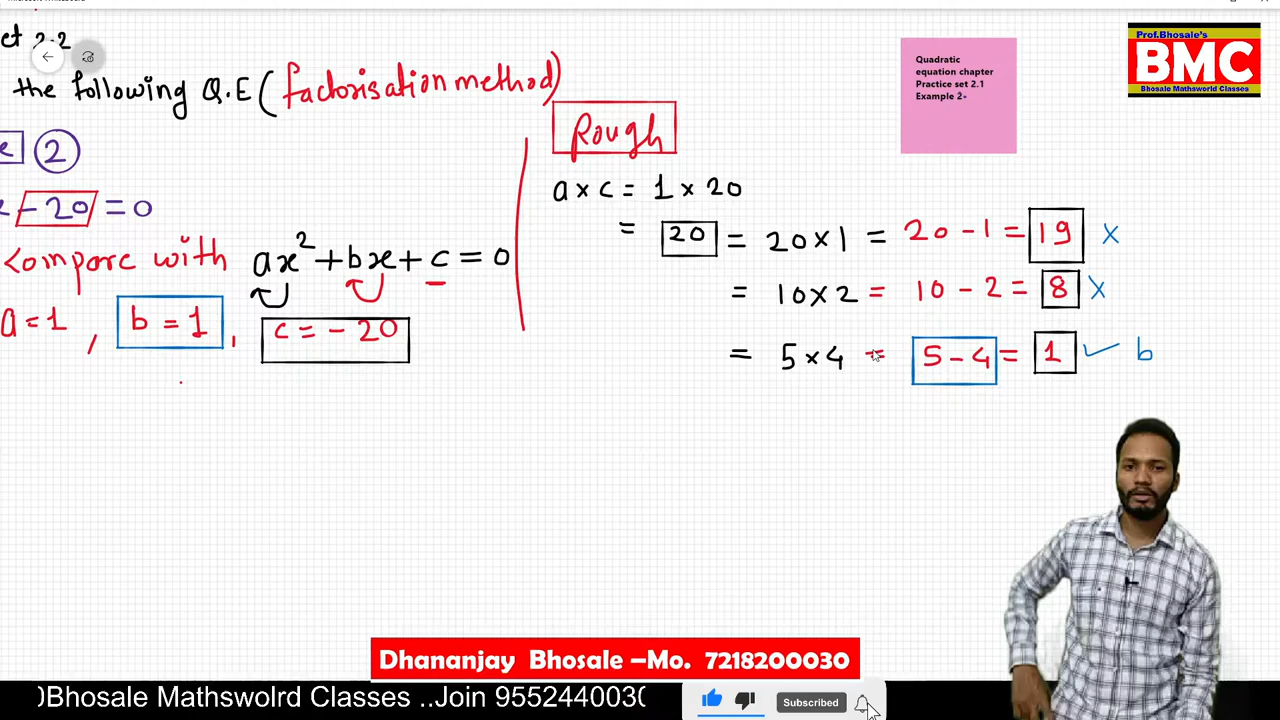 2.2
the following Q.E (factorisation method)
2
- 20 = 0
Compare with ax² + bx + c = 0
a = 1 , b = 1 , c = - 20
Rough
a × c = 1 × 20
= 20 = 20 × 1 = 20 - 1 = 19 x
= 10 × 2 = 10 - 2 = 8 x
= 5 × 4 = 5 - 4 = 1 ✓ b
Quadratic
equation chapter
Practice set 2.1
Example 2-
Prof.Bhosale's
BMC
Bhosale Mathsworld Classes
Dhananjay Bhosale –Mo. 7218200030
)Bhosale Mathswolrd Classes ..Join 9552440030
Subscribed